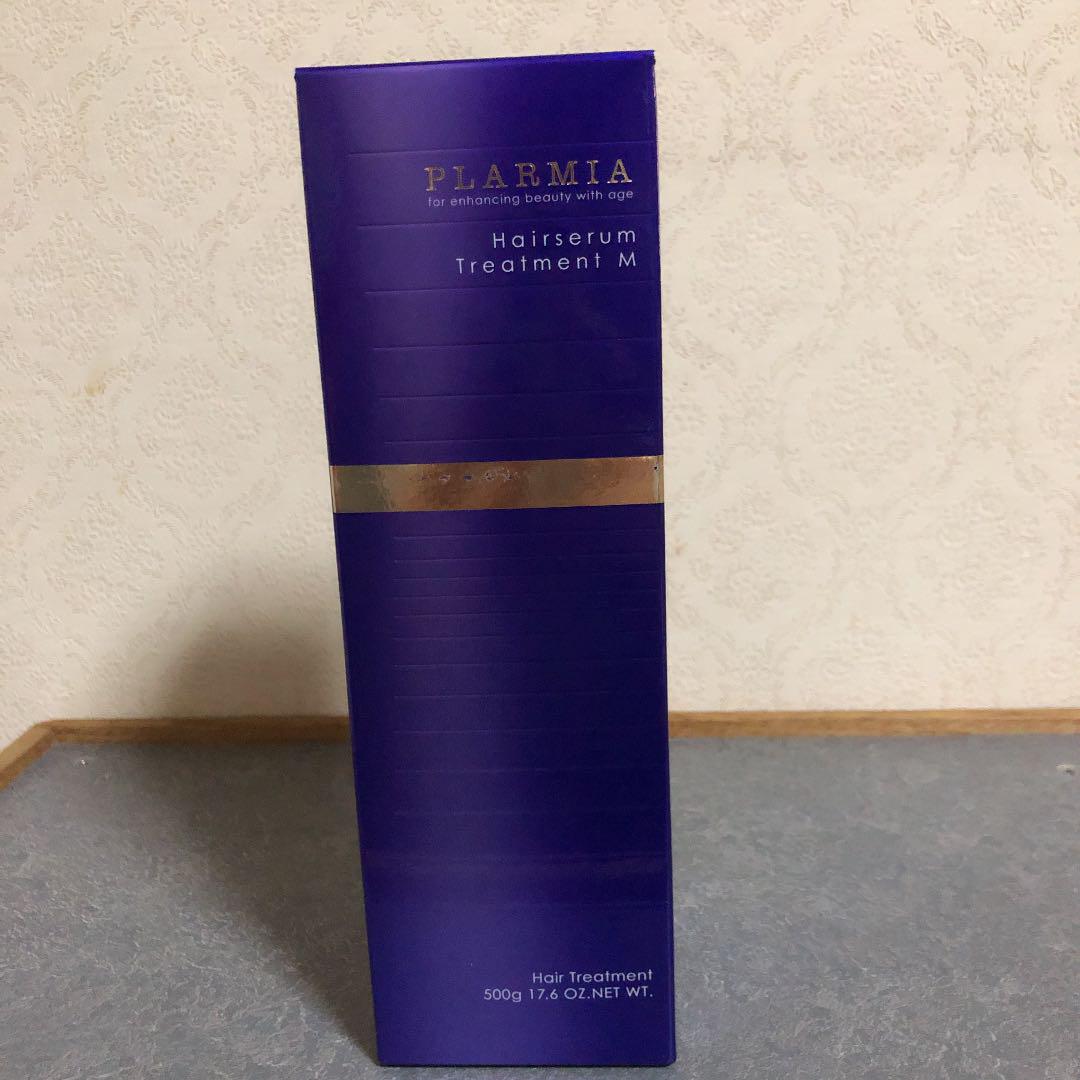 PLARMIA
for enhancing beauty with age
Hairserum
Treatment M
Hair Treatment
500g 17.6 OZ.NET WT.